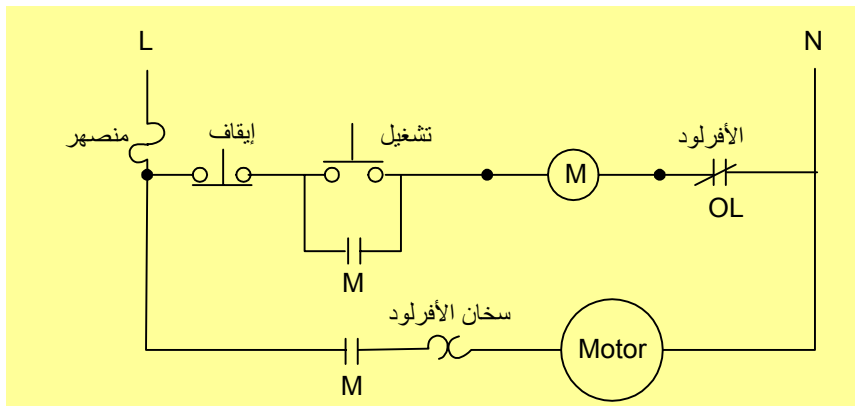 L
N
منصهر
إيقاف
تشغيل
الأفرلود
M
OL
M
سخان الأفرلود
M
Motor